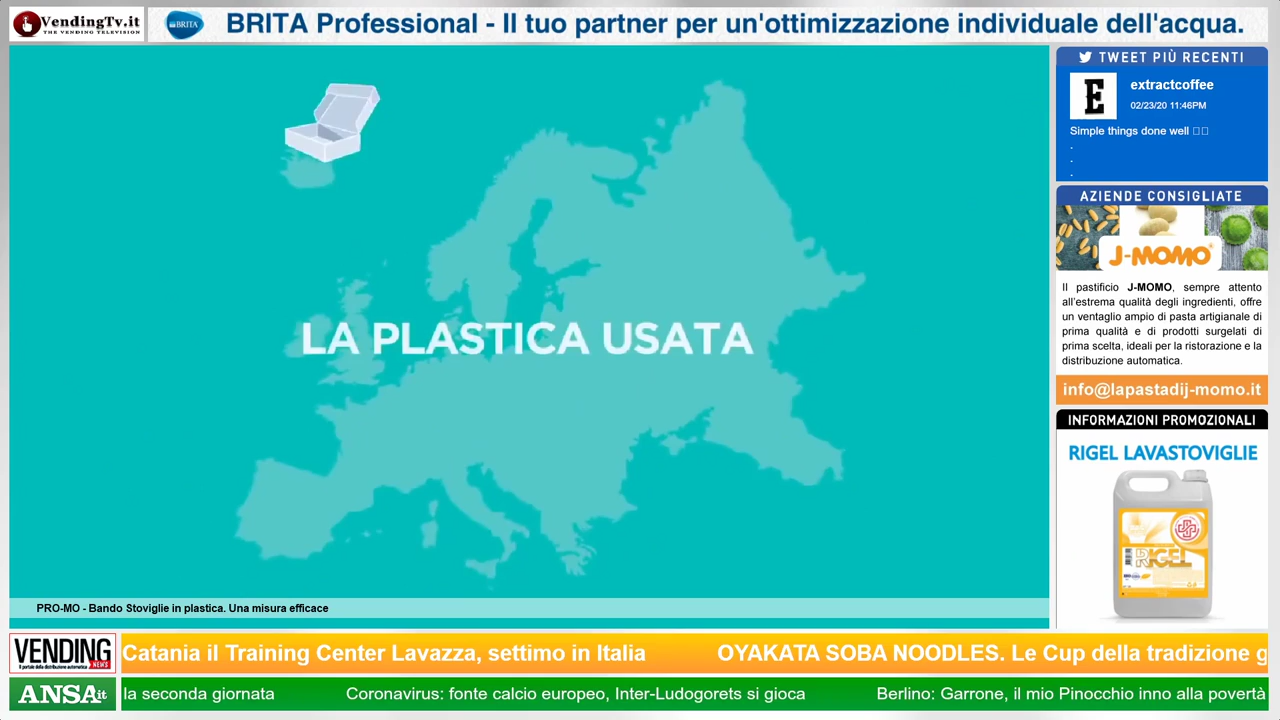 VendingTv.it
THE VENDING TELEVISION
BRITA
BRITA Professional - Il tuo partner per un'ottimizzazione individuale dell'acqua.
LA PLASTICA USATA
PRO-MO - Bando Stoviglie in plastica. Una misura efficace
TWEET PIÙ RECENTI
E
extractcoffee
02/23/20 11:46PM
Simple things done well
.
.
.
AZIENDE CONSIGLIATE
J-MOMO
Il pastificio J-MOMO, sempre attento
all'estrema qualità degli ingredienti, offre
un ventaglio ampio di pasta artigianale di
prima qualità e di prodotti surgelati di
prima scelta, ideali per la ristorazione e la
distribuzione automatica.
info@lapastadij-momo.it
INFORMAZIONI PROMOZIONALI
RIGEL LAVASTOVIGLIE
RIGEL
VENDING NEWS
Il portale della distribuzione automatica
Catania il Training Center Lavazza, settimo in Italia OYAKATA SOBA NOODLES. Le Cup della tradizione g
ANSA.it
la seconda giornata Coronavirus: fonte calcio europeo, Inter-Ludogorets si gioca Berlino: Garrone, il mio Pinocchio inno alla povertà